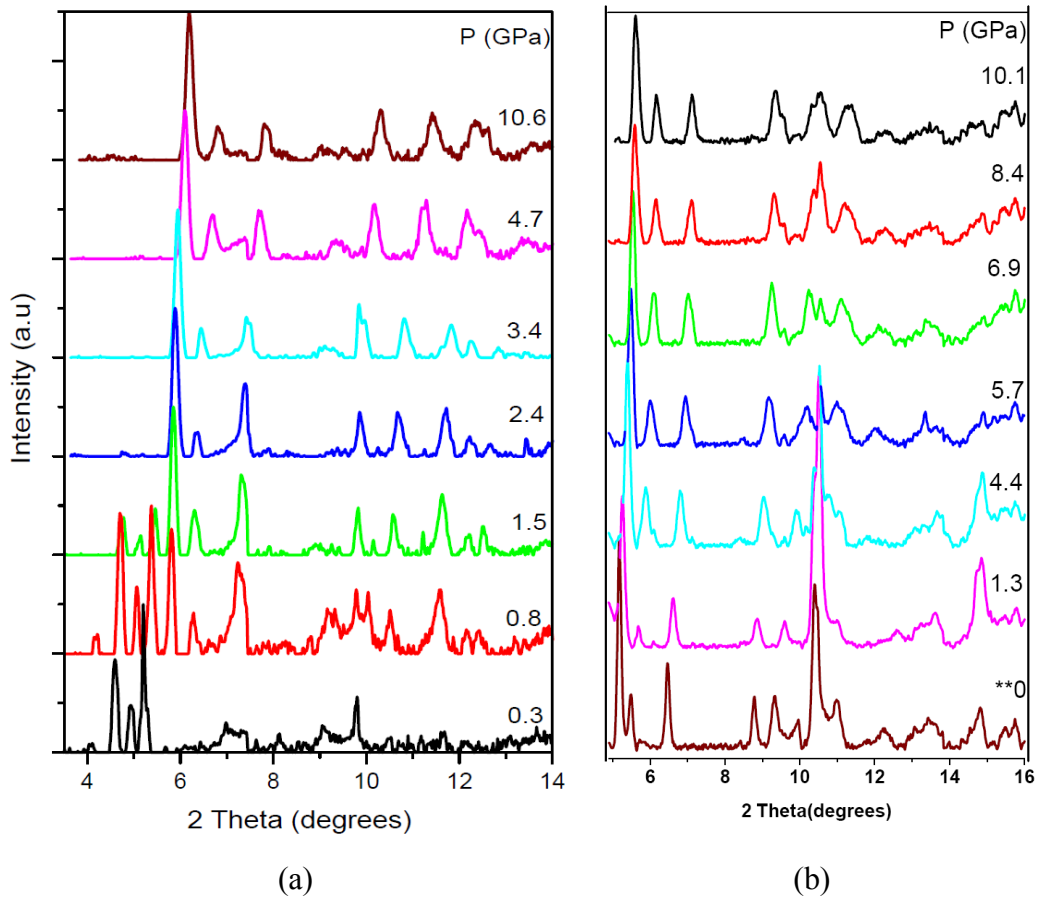 P (GPa)
10.6
4.7
3.4
2.4
1.5
0.8
0.3
Intensity (a.u)
4 6 8 10 12 14
2 Theta (degrees)
(a)
P (GPa)
10.1
8.4
6.9
5.7
4.4
1.3
**0
6 8 10 12 14 16
2 Theta(degrees)
(b)